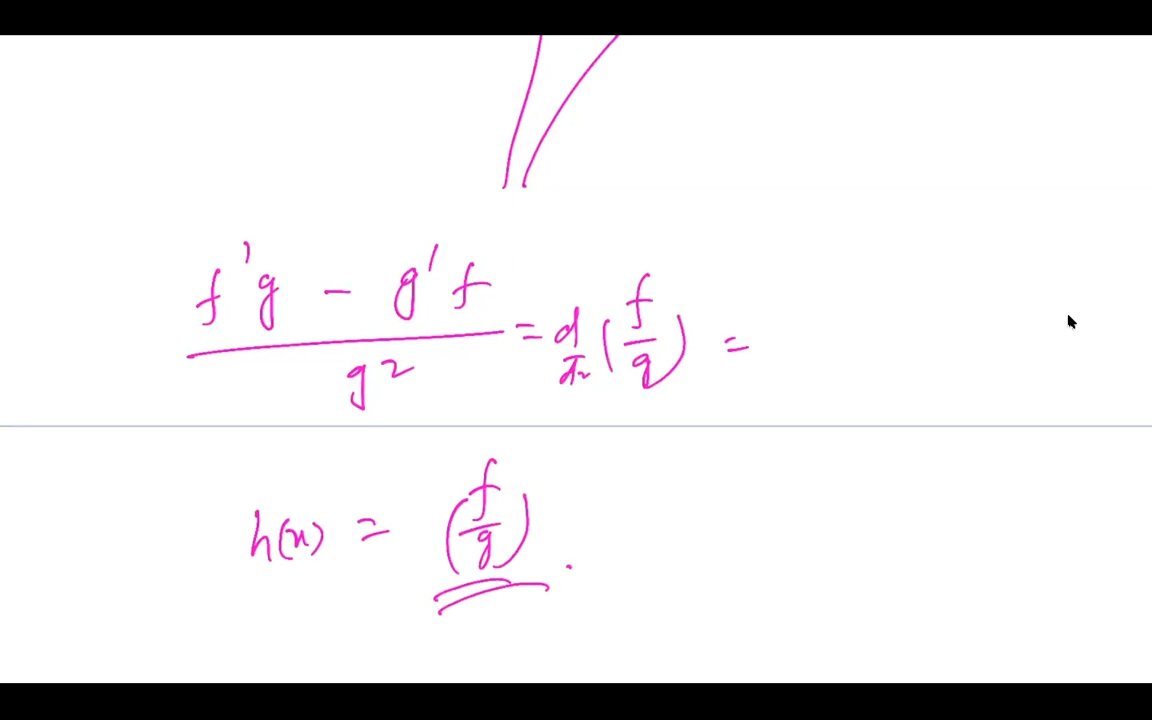 f'g - g'f / g² = d/dx (f/g) =
h(x) = (f/g).